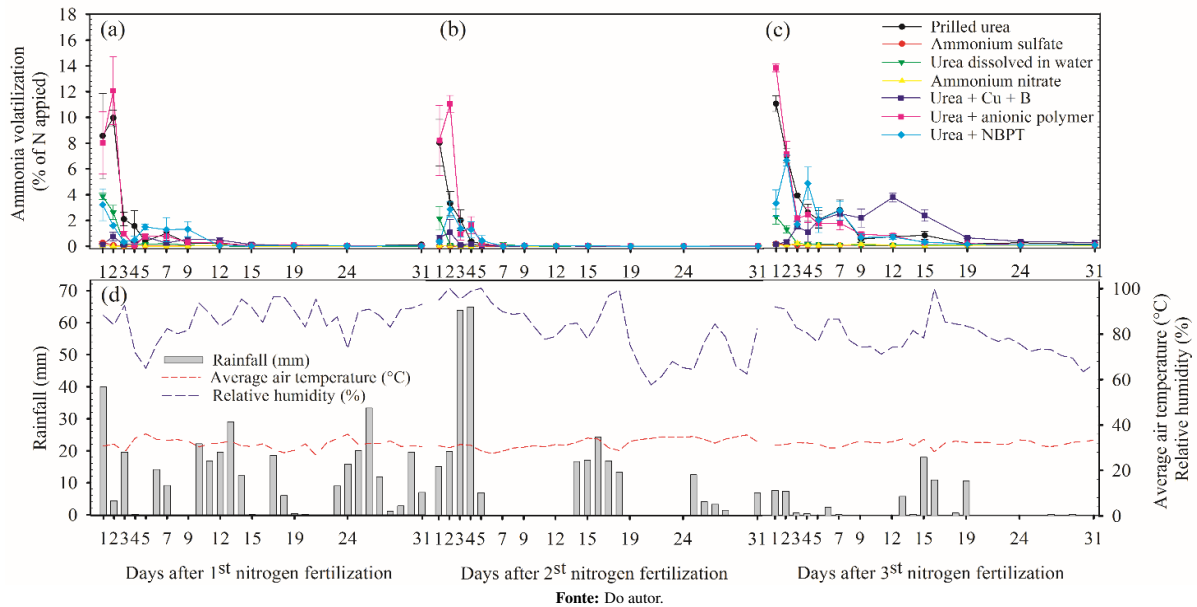 (a)
(b)
(c)
18
16
14
12
10
8
6
4
2
0
Ammonia volatilization
(% of N appied)
Prilled urea
Ammonium sulfate
Urea dissolved in water
Ammonium nitrate
Urea + Cu + B
Urea + anionic polymer
Urea + NBPT
1 2 3 4 5 7 9 12 15 19 24 31
1 2 3 4 5 7 9 12 15 19 24 31
1 2 3 4 5 7 9 12 15 19 24 31
(d)
70
60
50
40
30
20
10
0
Rainfall (mm)
Rainfall (mm)
Average air temperature (°C)
Relative humidity (%)
100
80
60
40
20
0
Average air temperature (°C)
Relative humidity (%)
1 2 3 4 5 7 9 12 15 19 24 31
1 2 3 4 5 7 9 12 15 19 24 31
1 2 3 4 5 7 9 12 15 19 24 31
Days after 1st nitrogen fertilization
Days after 2st nitrogen fertilization
Days after 3st nitrogen fertilization
Fonte: Do autor.